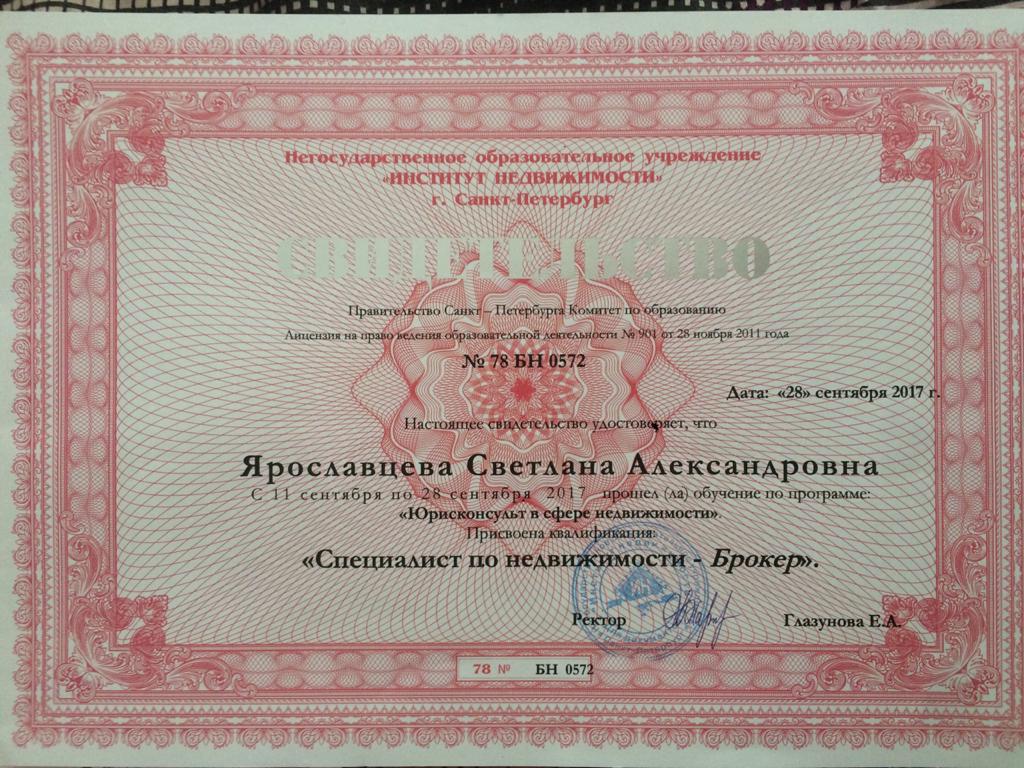 Негосударственное образовательное учреждение
«ИНСТИТУТ НЕДВИЖИМОСТИ»
г. Санкт-Петербург
СВИДЕТЕЛЬСТВО
Правительство Санкт – Петербурга Комитет по образованию
Лицензия на право ведения образовательной деятельности № 901 от 28 ноября 2011 года
№ 78 БН 0572
Дата: «28» сентября 2017 г.
Настоящее свидетельство удостоверяет, что
Ярославцева Светлана Александровна
С 11 сентября по 28 сентября 2017 прошел (ла) обучение по программе:
«Юрисконсульт в сфере недвижимости».
Присвоена квалификация:
«Специалист по недвижимости - Брокер».
Ректор Глазунова Е.А.
78 № БН 0572